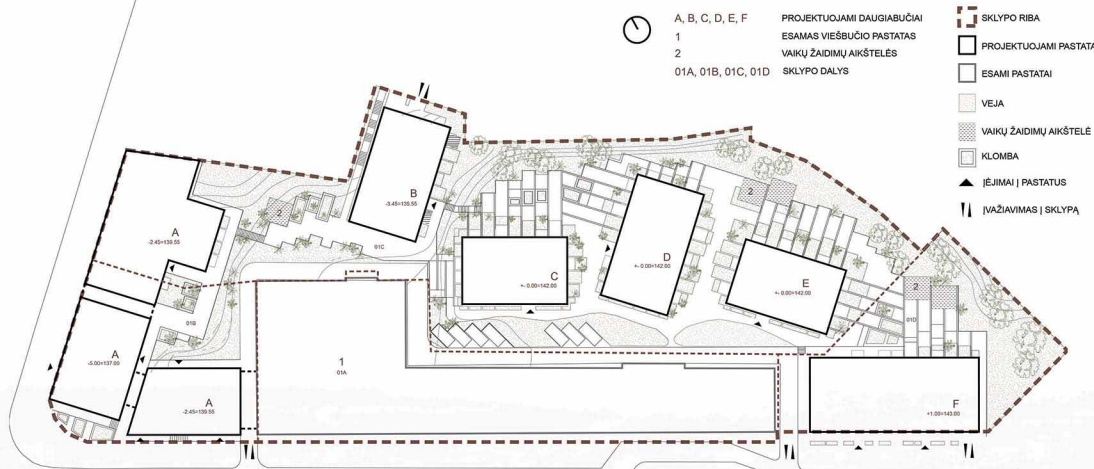 A, B, C, D, E, F PROJEKTUOJAMI DAUGIABUČIAI
1 ESAMAS VIEŠBUČIO PASTATAS
2 VAIKŲ ŽAIDIMŲ AIKŠTELĖS
01A, 01B, 01C, 01D SKLYPO DALYS
SKLYPO RIBA
PROJEKTUOJAMI PASTATA
ESAMI PASTATAI
VEJA
VAIKŲ ŽAIDIMŲ AIKŠTELĖ
KLOMBA
ĮĖJIMAI Į PASTATUS
ĮVAŽIAVIMAS Į SKLYPĄ
A
-2.45=139.55
2
B
-3.45=135.55
01C
C
+- 0.00=142.00
D
+- 0.00=142.00
2
E
+- 0.00=142.00
2
01D
01B
A
-5.00=137.00
A
-2.45=139.55
1
01A
F
+1.00=143.00